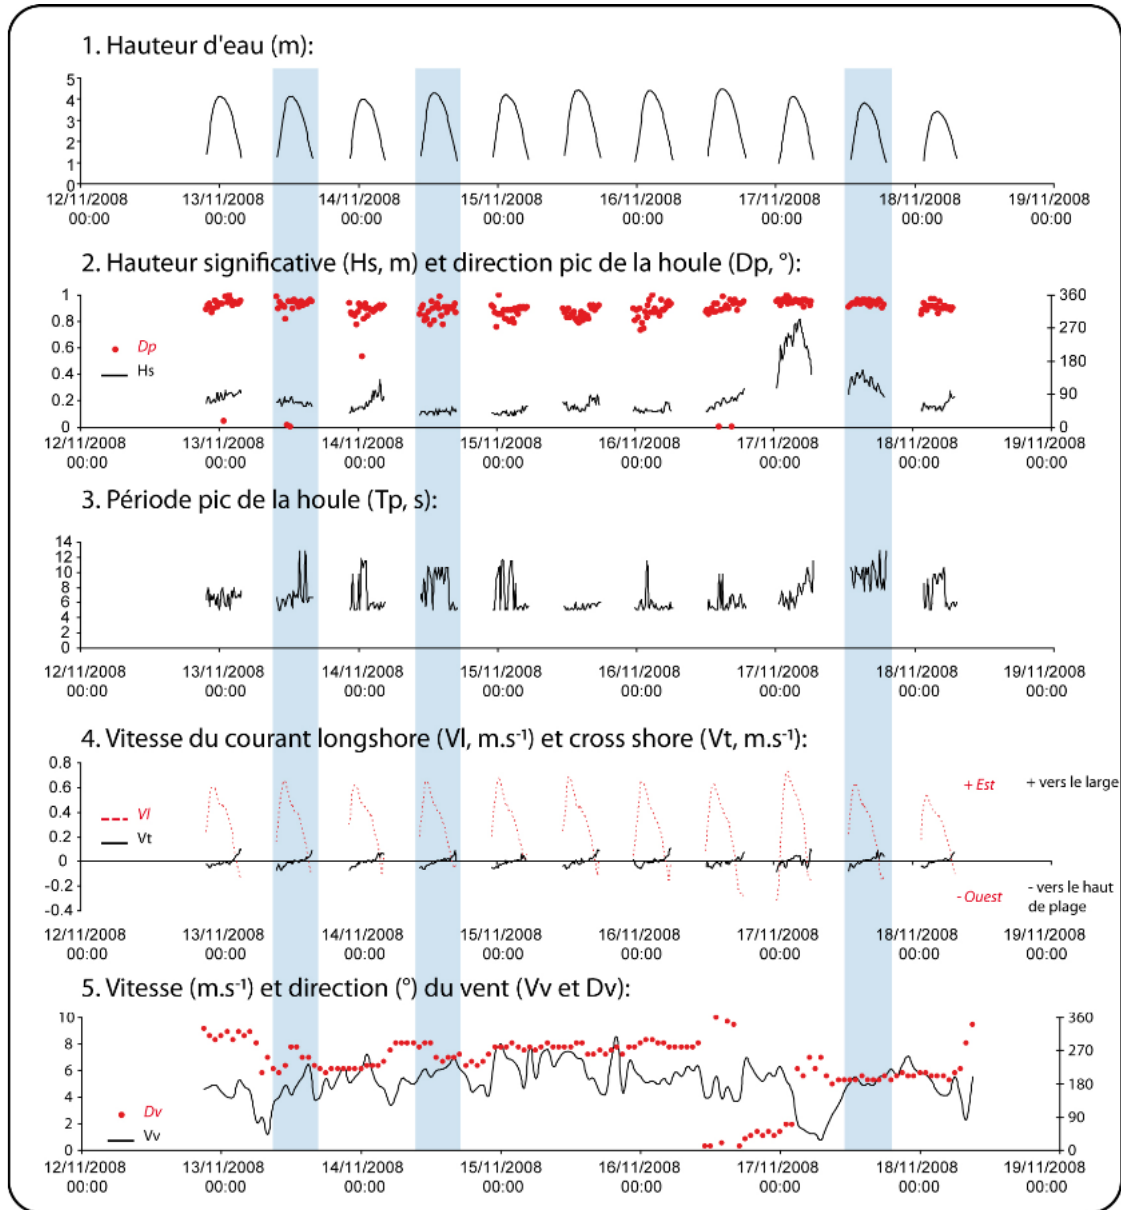 1. Hauteur d'eau (m):
5
4
3
2
1
0
12/11/2008 13/11/2008 14/11/2008 15/11/2008 16/11/2008 17/11/2008 18/11/2008 19/11/2008
00:00 00:00 00:00 00:00 00:00 00:00 00:00 00:00
2. Hauteur significative (Hs, m) et direction pic de la houle (Dp, °):
1 360
0.8 270
0.6 180
0.4 90
0.2 0
0
Dp
Hs
12/11/2008 13/11/2008 14/11/2008 15/11/2008 16/11/2008 17/11/2008 18/11/2008 19/11/2008
00:00 00:00 00:00 00:00 00:00 00:00 00:00 00:00
3. Période pic de la houle (Tp, s):
14
12
10
8
6
4
2
0
12/11/2008 13/11/2008 14/11/2008 15/11/2008 16/11/2008 17/11/2008 18/11/2008 19/11/2008
00:00 00:00 00:00 00:00 00:00 00:00 00:00 00:00
4. Vitesse du courant longshore (Vl, m.s⁻¹) et cross shore (Vt, m.s⁻¹):
0.8
0.6
0.4
0.2
0
-0.2
-0.4
Vl
Vt
+ Est + vers le large
- Ouest - vers le haut
de plage
12/11/2008 13/11/2008 14/11/2008 15/11/2008 16/11/2008 17/11/2008 18/11/2008 19/11/2008
00:00 00:00 00:00 00:00 00:00 00:00 00:00 00:00
5. Vitesse (m.s⁻¹) et direction (°) du vent (Vv et Dv):
10 360
8 270
6 180
4 90
2 0
0
Dv
Vv
12/11/2008 13/11/2008 14/11/2008 15/11/2008 16/11/2008 17/11/2008 18/11/2008 19/11/2008
00:00 00:00 00:00 00:00 00:00 00:00 00:00 00:00